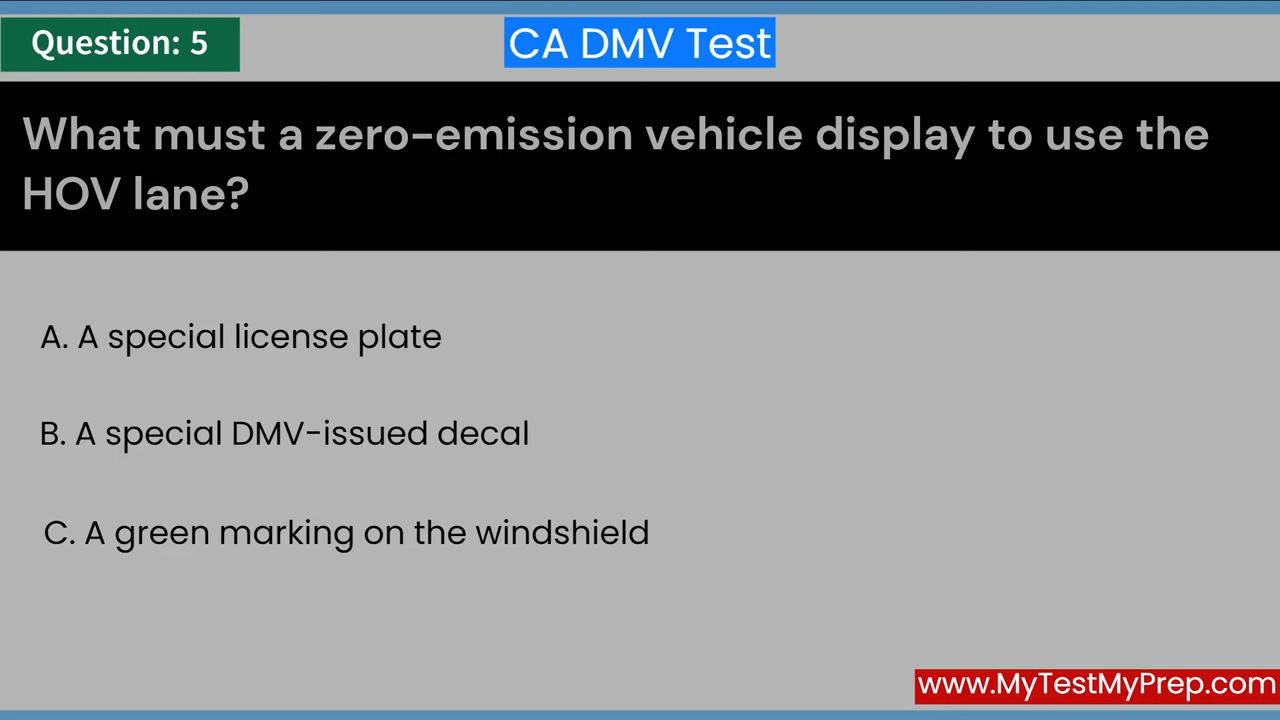 Question: 5
CA DMV Test
What must a zero-emission vehicle display to use the
HOV lane?
A. A special license plate
B. A special DMV-issued decal
C. A green marking on the windshield
www.MyTestMyPrep.com